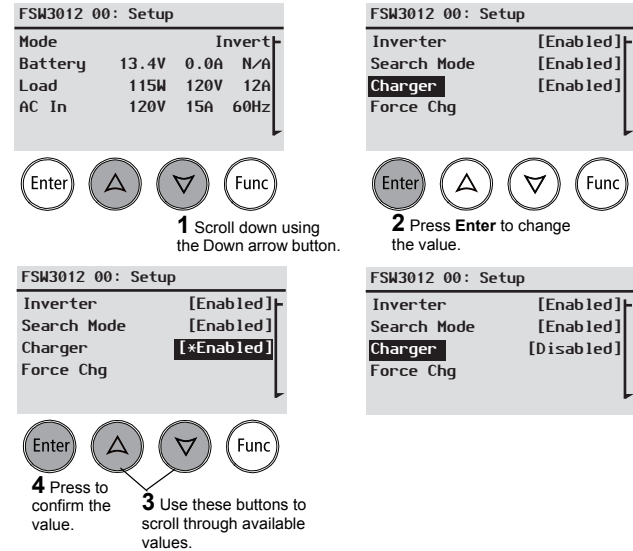 FSW3012 00: Setup
Mode Invert
Battery 13.4V 0.0A N/A
Load 115W 120V 12A
AC In 120V 15A 60Hz
Enter Func
1 Scroll down using
the Down arrow button.
FSW3012 00: Setup
Inverter [Enabled]
Search Mode [Enabled]
Charger [Enabled]
Force Chg
Enter Func
2 Press Enter to change
the value.
FSW3012 00: Setup
Inverter [Enabled]
Search Mode [Enabled]
Charger [*Enabled]
Force Chg
Enter Func
4 Press to
confirm the
value.
3 Use these buttons to
scroll through available
values.
FSW3012 00: Setup
Inverter [Enabled]
Search Mode [Enabled]
Charger [Disabled]
Force Chg